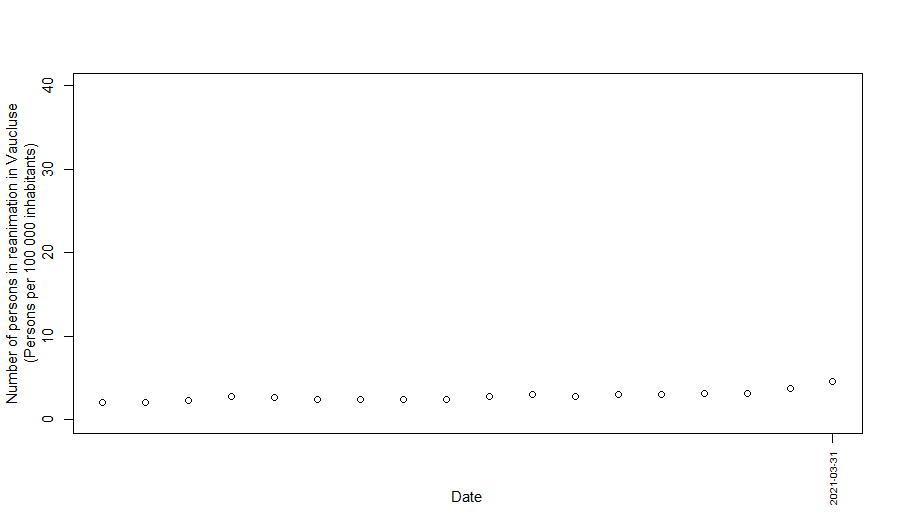 Number of persons in reanimation in Vaucluse
(Persons per 100 000 inhabitants)
40
30
20
10
0
2021-03-31
Date